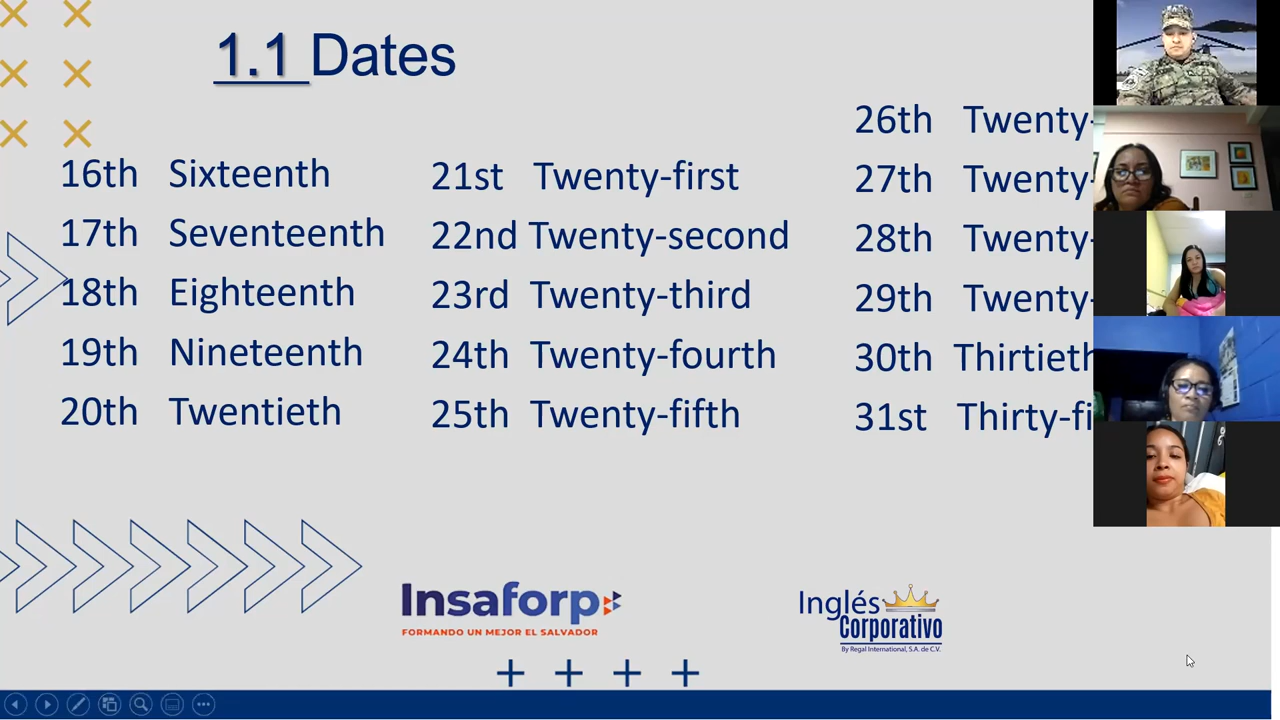 1.1 Dates
16th Sixteenth
17th Seventeenth
18th Eighteenth
19th Nineteenth
20th Twentieth
21st Twenty-first
22nd Twenty-second
23rd Twenty-third
24th Twenty-fourth
25th Twenty-fifth
26th Twenty-
27th Twenty-
28th Twenty-
29th Twenty-
30th Thirtieth
31st Thirty-fi
Insaforp
FORMANDO UN MEJOR EL SALVADOR
Inglés
Corporativo
By Regal International, S.A. de C.V.